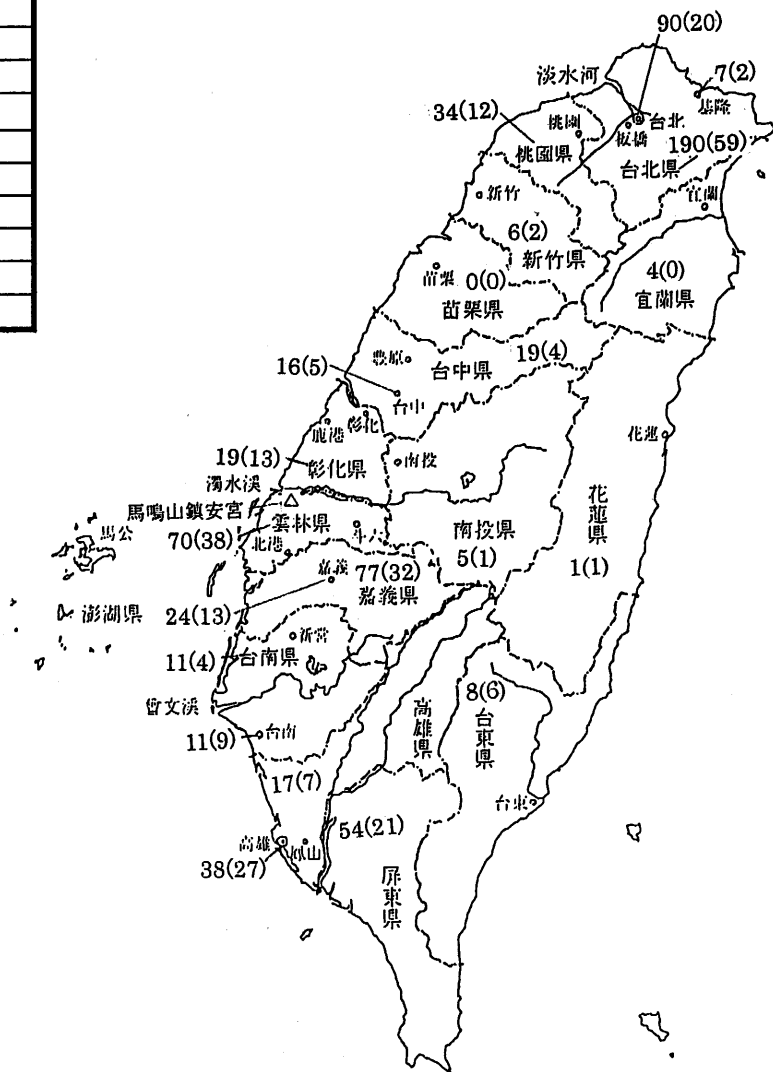 90(20)
淡水河
7(2)
基隆
34(12)
桃園
台北
板橋
桃園県
190(59)
台北県
新竹
宜蘭
6(2)
新竹県
4(0)
宜蘭県
苗栗
0(0)
苗栗県
豊原
台中県
19(4)
16(5)
台中
鹿港
彰化
花蓮
19(13)
彰化県
南投
濁水渓
馬鳴山鎮安宮
雲林県
斗六
南投県
花蓮県
馬公
70(38)
北港
5(1)
1(1)
嘉義
77(32)
嘉義県
澎湖県
24(13)
新営
11(4)
台南県
8(6)
台東県
曾文渓
高雄県
台南
11(9)
17(7)
台東
54(21)
高雄
鳳山
38(27)
屏東県